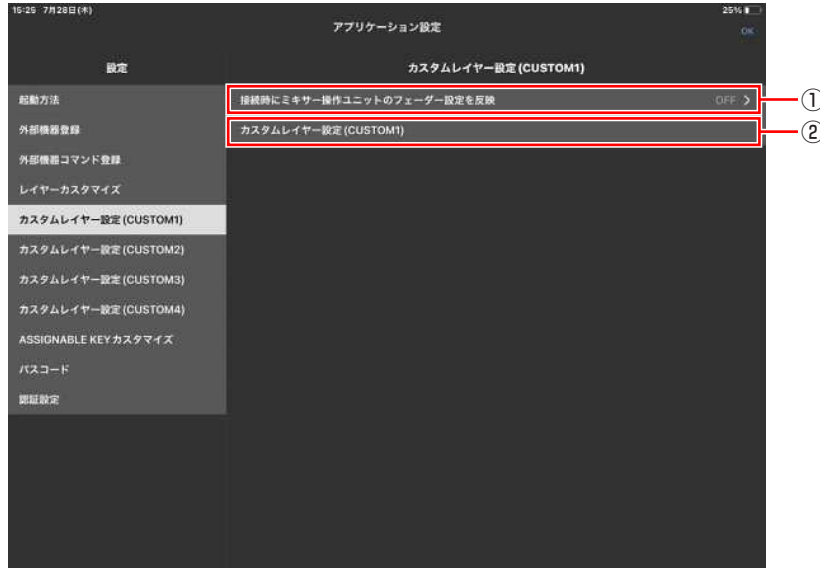 15:25 7月28日(木)
25%
アプリケーション設定
OK
設定
カスタムレイヤー設定(CUSTOM1)
起動方法
接続時にミキサー操作ユニットのフェーダー設定を反映
OFF
①
外部機器登録
カスタムレイヤー設定(CUSTOM1)
②
外部機器コマンド登録
レイヤーカスタマイズ
カスタムレイヤー設定(CUSTOM1)
カスタムレイヤー設定(CUSTOM2)
カスタムレイヤー設定(CUSTOM3)
カスタムレイヤー設定(CUSTOM4)
ASSIGNABLE KEYカスタマイズ
パスコード
認証設定